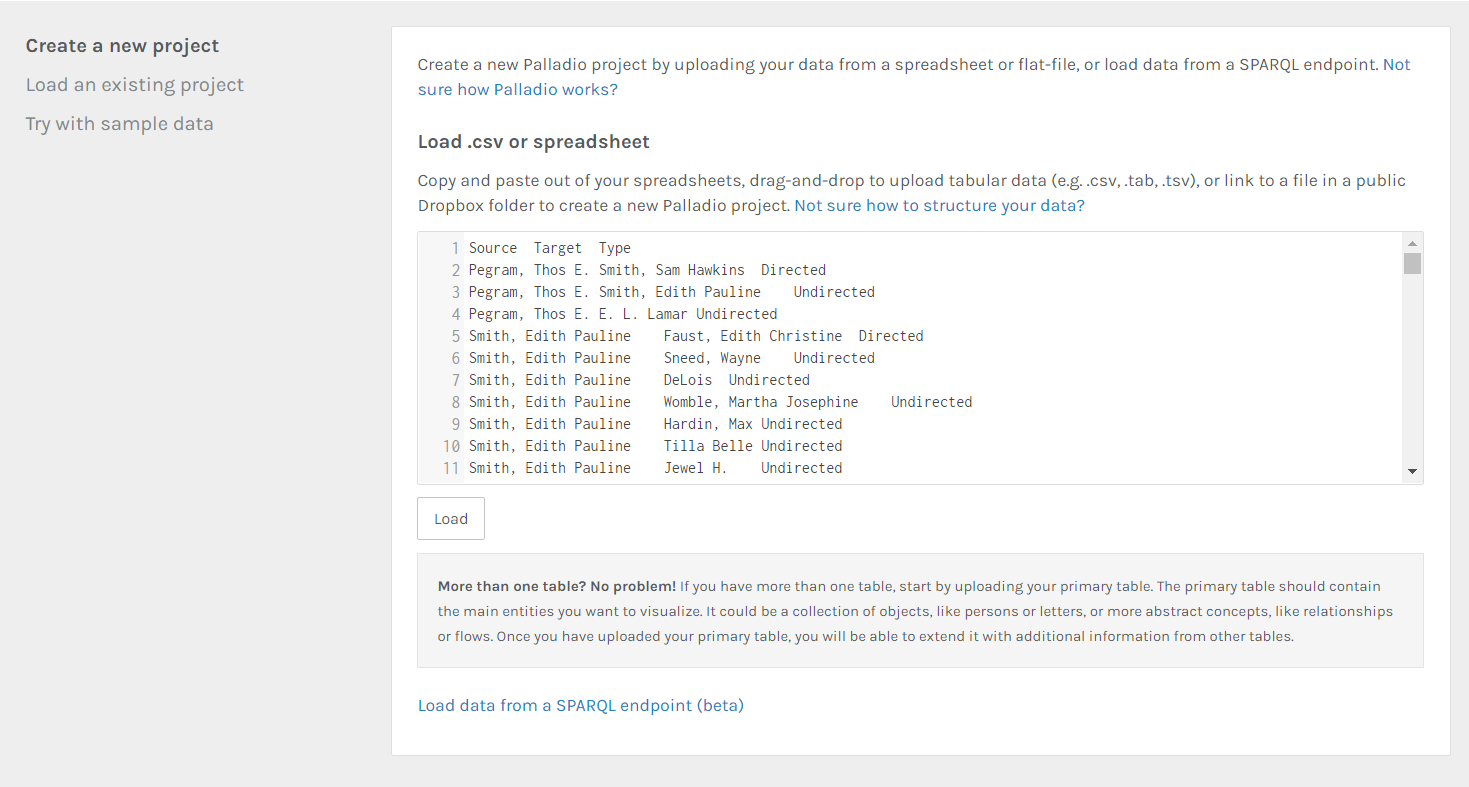 Create a new project
Load an existing project
Try with sample data
Create a new Palladio project by uploading your data from a spreadsheet or flat-file, or load data from a SPARQL endpoint. Not
sure how Palladio works?
Load .csv or spreadsheet
Copy and paste out of your spreadsheets, drag-and-drop to upload tabular data (e.g. .csv, .tab, .tsv), or link to a file in a public
Dropbox folder to create a new Palladio project. Not sure how to structure your data?
1 Source Target Type
2 Pegram, Thos E. Smith, Sam Hawkins Directed
3 Pegram, Thos E. Smith, Edith Pauline Undirected
4 Pegram, Thos E. E. L. Lamar Undirected
5 Smith, Edith Pauline Faust, Edith Christine Directed
6 Smith, Edith Pauline Sneed, Wayne Undirected
7 Smith, Edith Pauline DeLois Undirected
8 Smith, Edith Pauline Womble, Martha Josephine Undirected
9 Smith, Edith Pauline Hardin, Max Undirected
10 Smith, Edith Pauline Tilla Belle Undirected
11 Smith, Edith Pauline Jewel H. Undirected
Load
More than one table? No problem! If you have more than one table, start by uploading your primary table. The primary table should contain
the main entities you want to visualize. It could be a collection of objects, like persons or letters, or more abstract concepts, like relationships
or flows. Once you have uploaded your primary table, you will be able to extend it with additional information from other tables.
Load data from a SPARQL endpoint (beta)